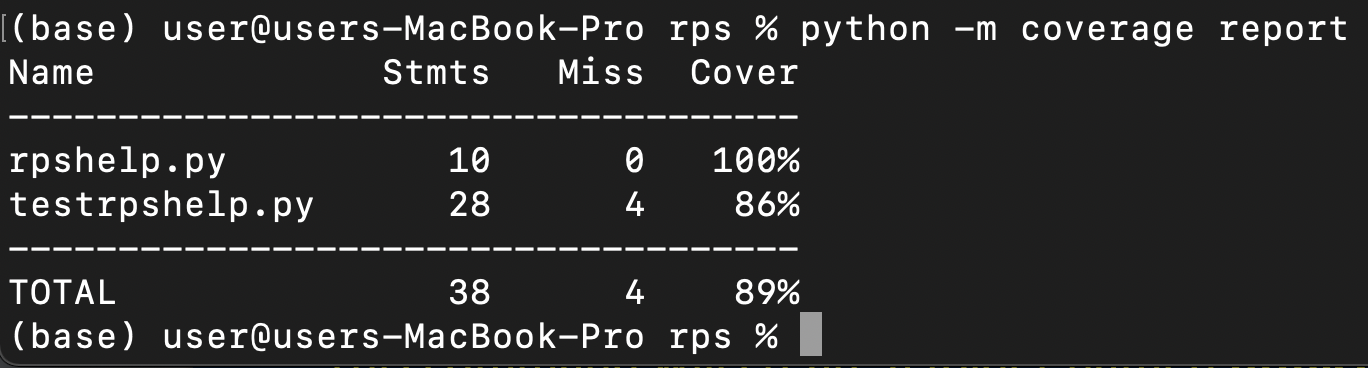 (base) user@users-MacBook-Pro rps % python -m coverage report
Name             Stmts   Miss  Cover
------------------------------------
rpshelp.py          10      0   100%
testrpshelp.py      28      4    86%
------------------------------------
TOTAL               38      4    89%
(base) user@users-MacBook-Pro rps %